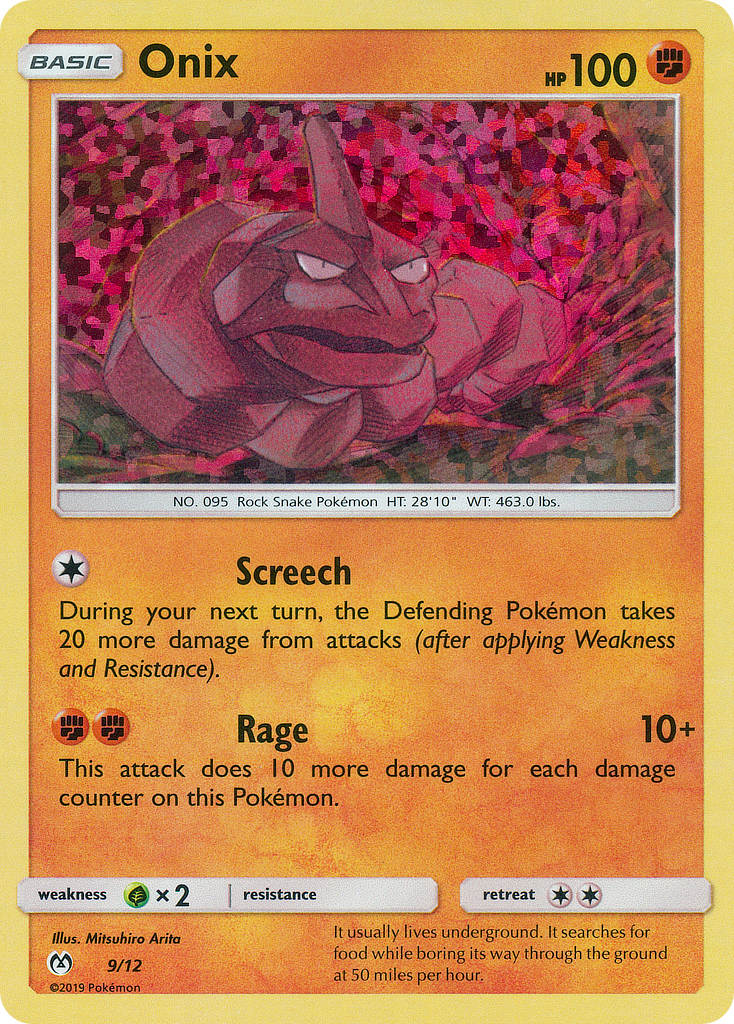 BASIC Onix HP 100
NO. 095 Rock Snake Pokémon HT: 28'10" WT: 463.0 lbs.
Screech
During your next turn, the Defending Pokémon takes
20 more damage from attacks (after applying Weakness
and Resistance).
Rage 10+
This attack does 10 more damage for each damage
counter on this Pokémon.
weakness ×2 resistance retreat
Illus. Mitsuhiro Arita
9/12
©2019 Pokémon
It usually lives underground. It searches for
food while boring its way through the ground
at 50 miles per hour.